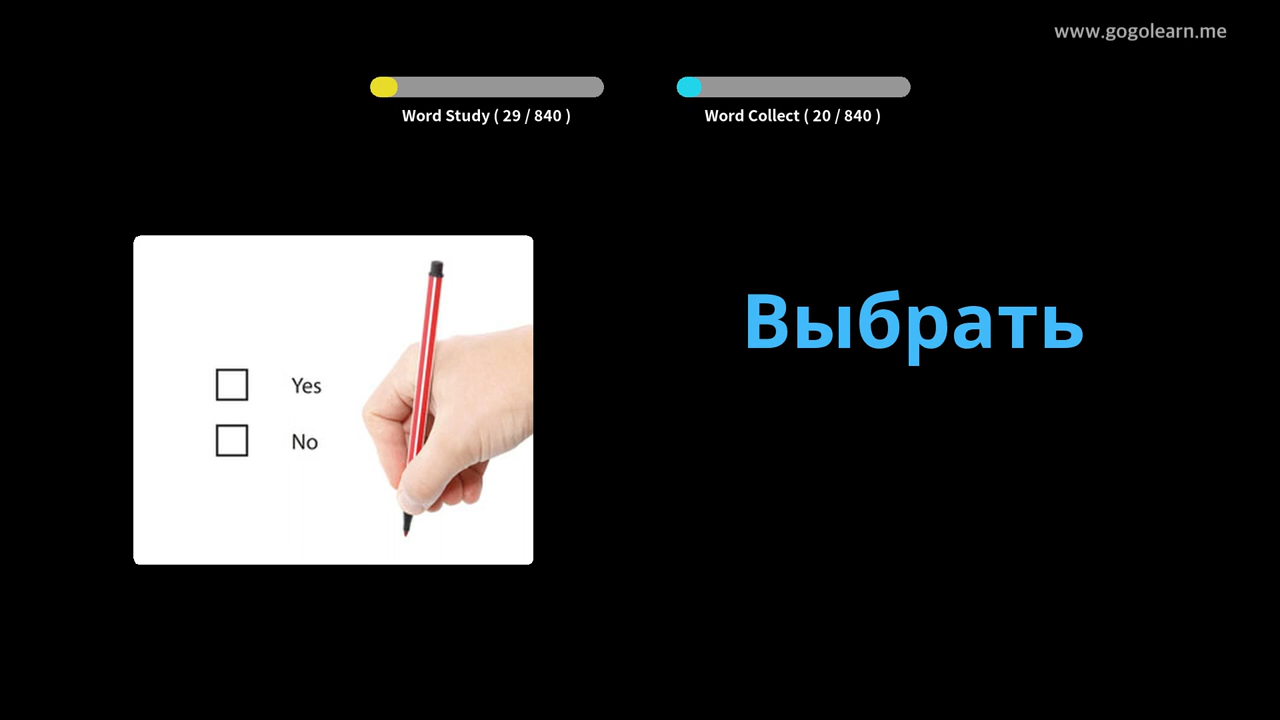 www.gogolearn.me
Word Study ( 29 / 840 )
Word Collect ( 20 / 840 )
Yes
No
Выбрать